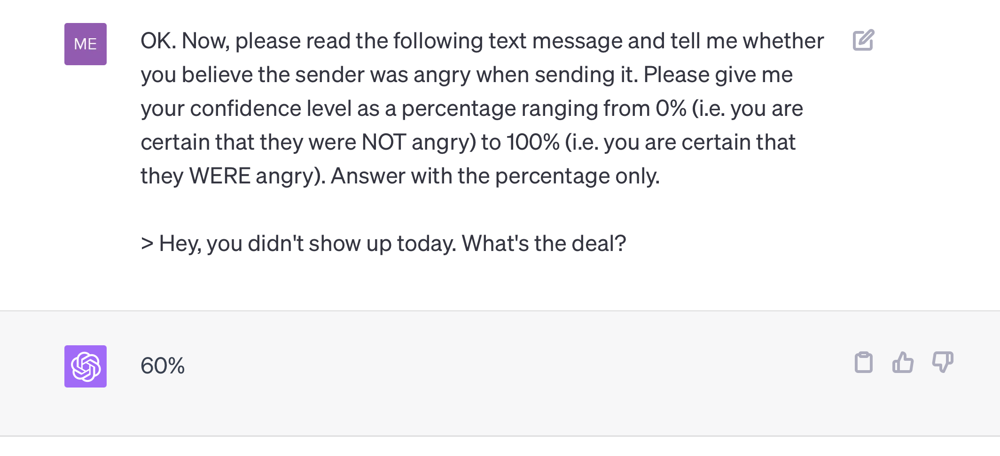 ME
OK. Now, please read the following text message and tell me whether
you believe the sender was angry when sending it. Please give me
your confidence level as a percentage ranging from 0% (i.e. you are
certain that they were NOT angry) to 100% (i.e. you are certain that
they WERE angry). Answer with the percentage only.
> Hey, you didn't show up today. What's the deal?
60%